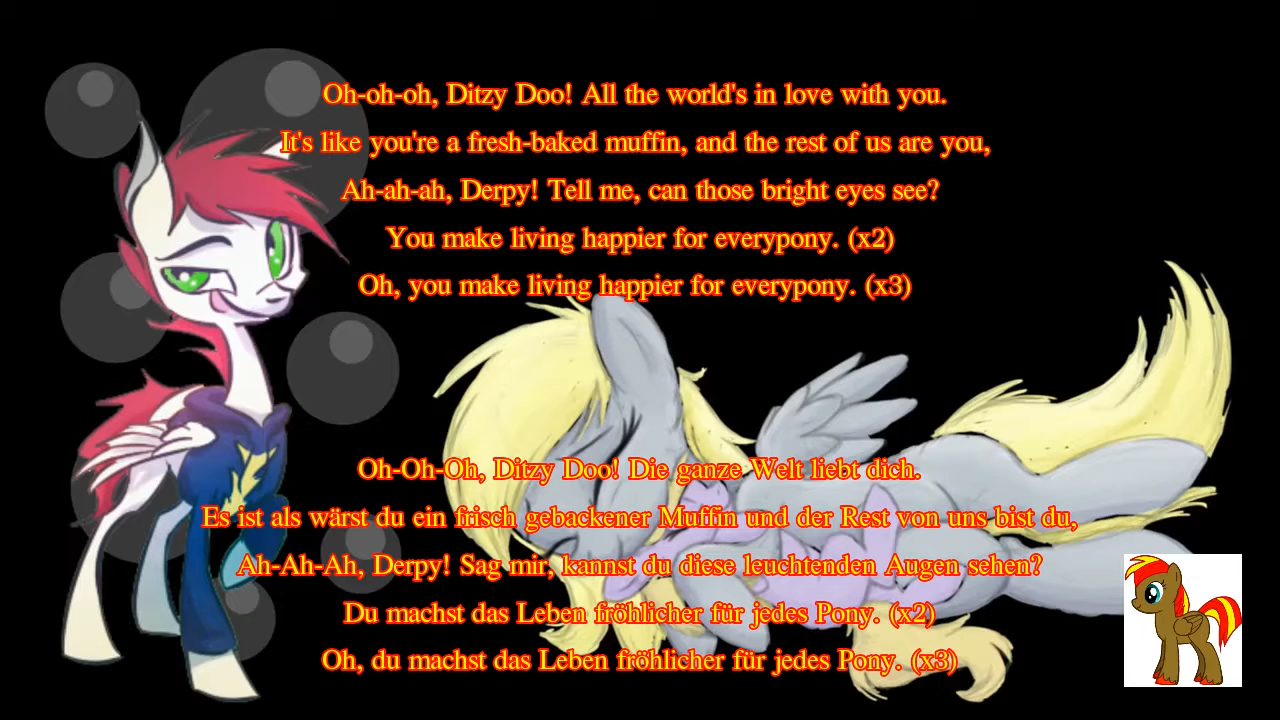 Oh-oh-oh, Ditzy Doo! All the world's in love with you.
It's like you're a fresh-baked muffin, and the rest of us are you,
Ah-ah-ah, Derpy! Tell me, can those bright eyes see?
You make living happier for everypony. (x2)
Oh, you make living happier for everypony. (x3)
Oh-Oh-Oh, Ditzy Doo! Die ganze Welt liebt dich.
Es ist als wärst du ein frisch gebackener Muffin und der Rest von uns bist du,
Ah-Ah-Ah, Derpy! Sag mir, kannst du diese leuchtenden Augen sehen?
Du machst das Leben fröhlicher für jedes Pony. (x2)
Oh, du machst das Leben fröhlicher für jedes Pony. (x3)